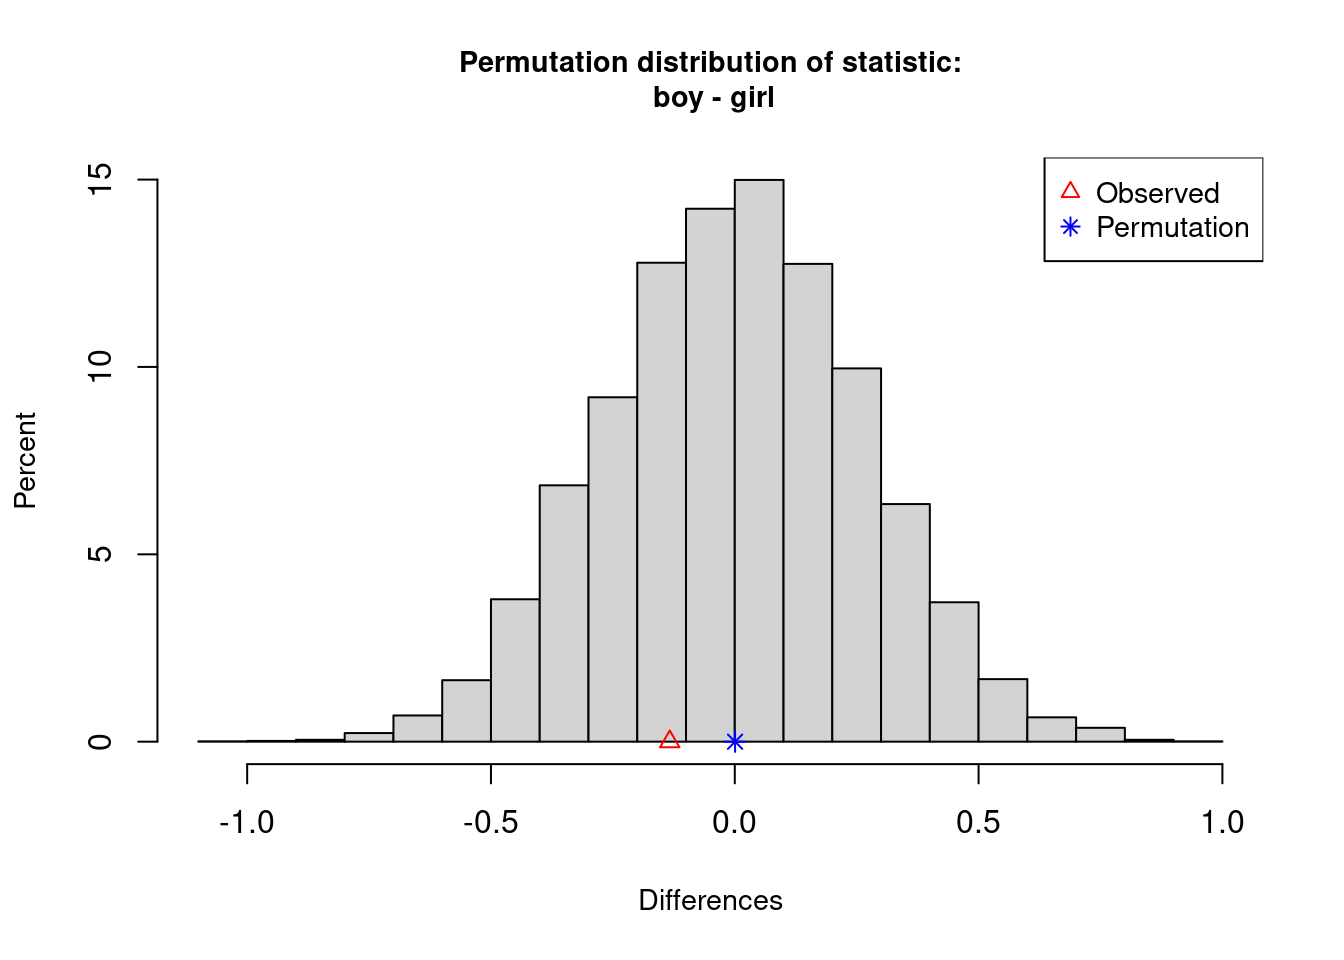 Permutation distribution of statistic:
boy - girl
Observed
Permutation
15
10
5
0
Percent
-1.0 -0.5 0.0 0.5 1.0
Differences